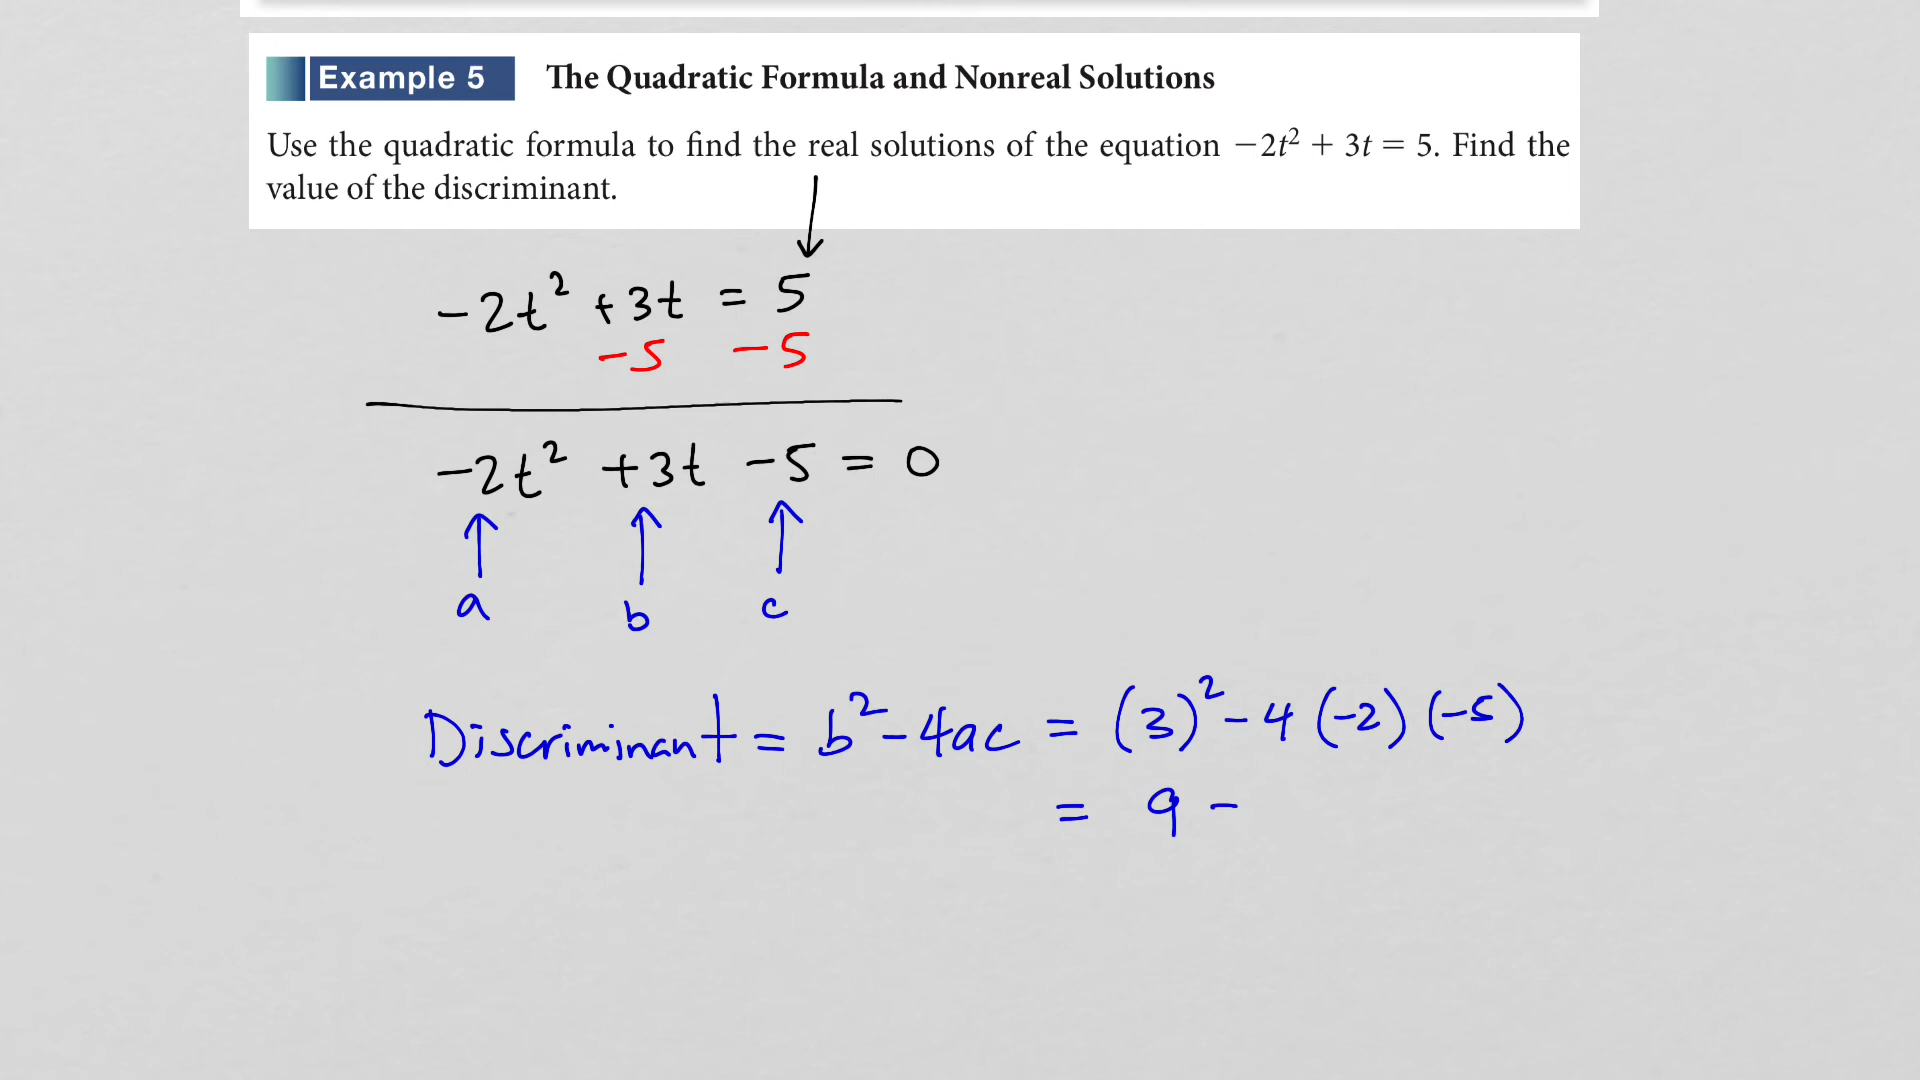 Example 5 The Quadratic Formula and Nonreal Solutions
Use the quadratic formula to find the real solutions of the equation −2t² + 3t = 5. Find the
value of the discriminant.
-2t² +3t = 5
-5 -5
-2t² +3t -5 = 0
a b c
Discriminant = b² - 4ac = (3)² - 4 (-2) (-5)
= 9 -